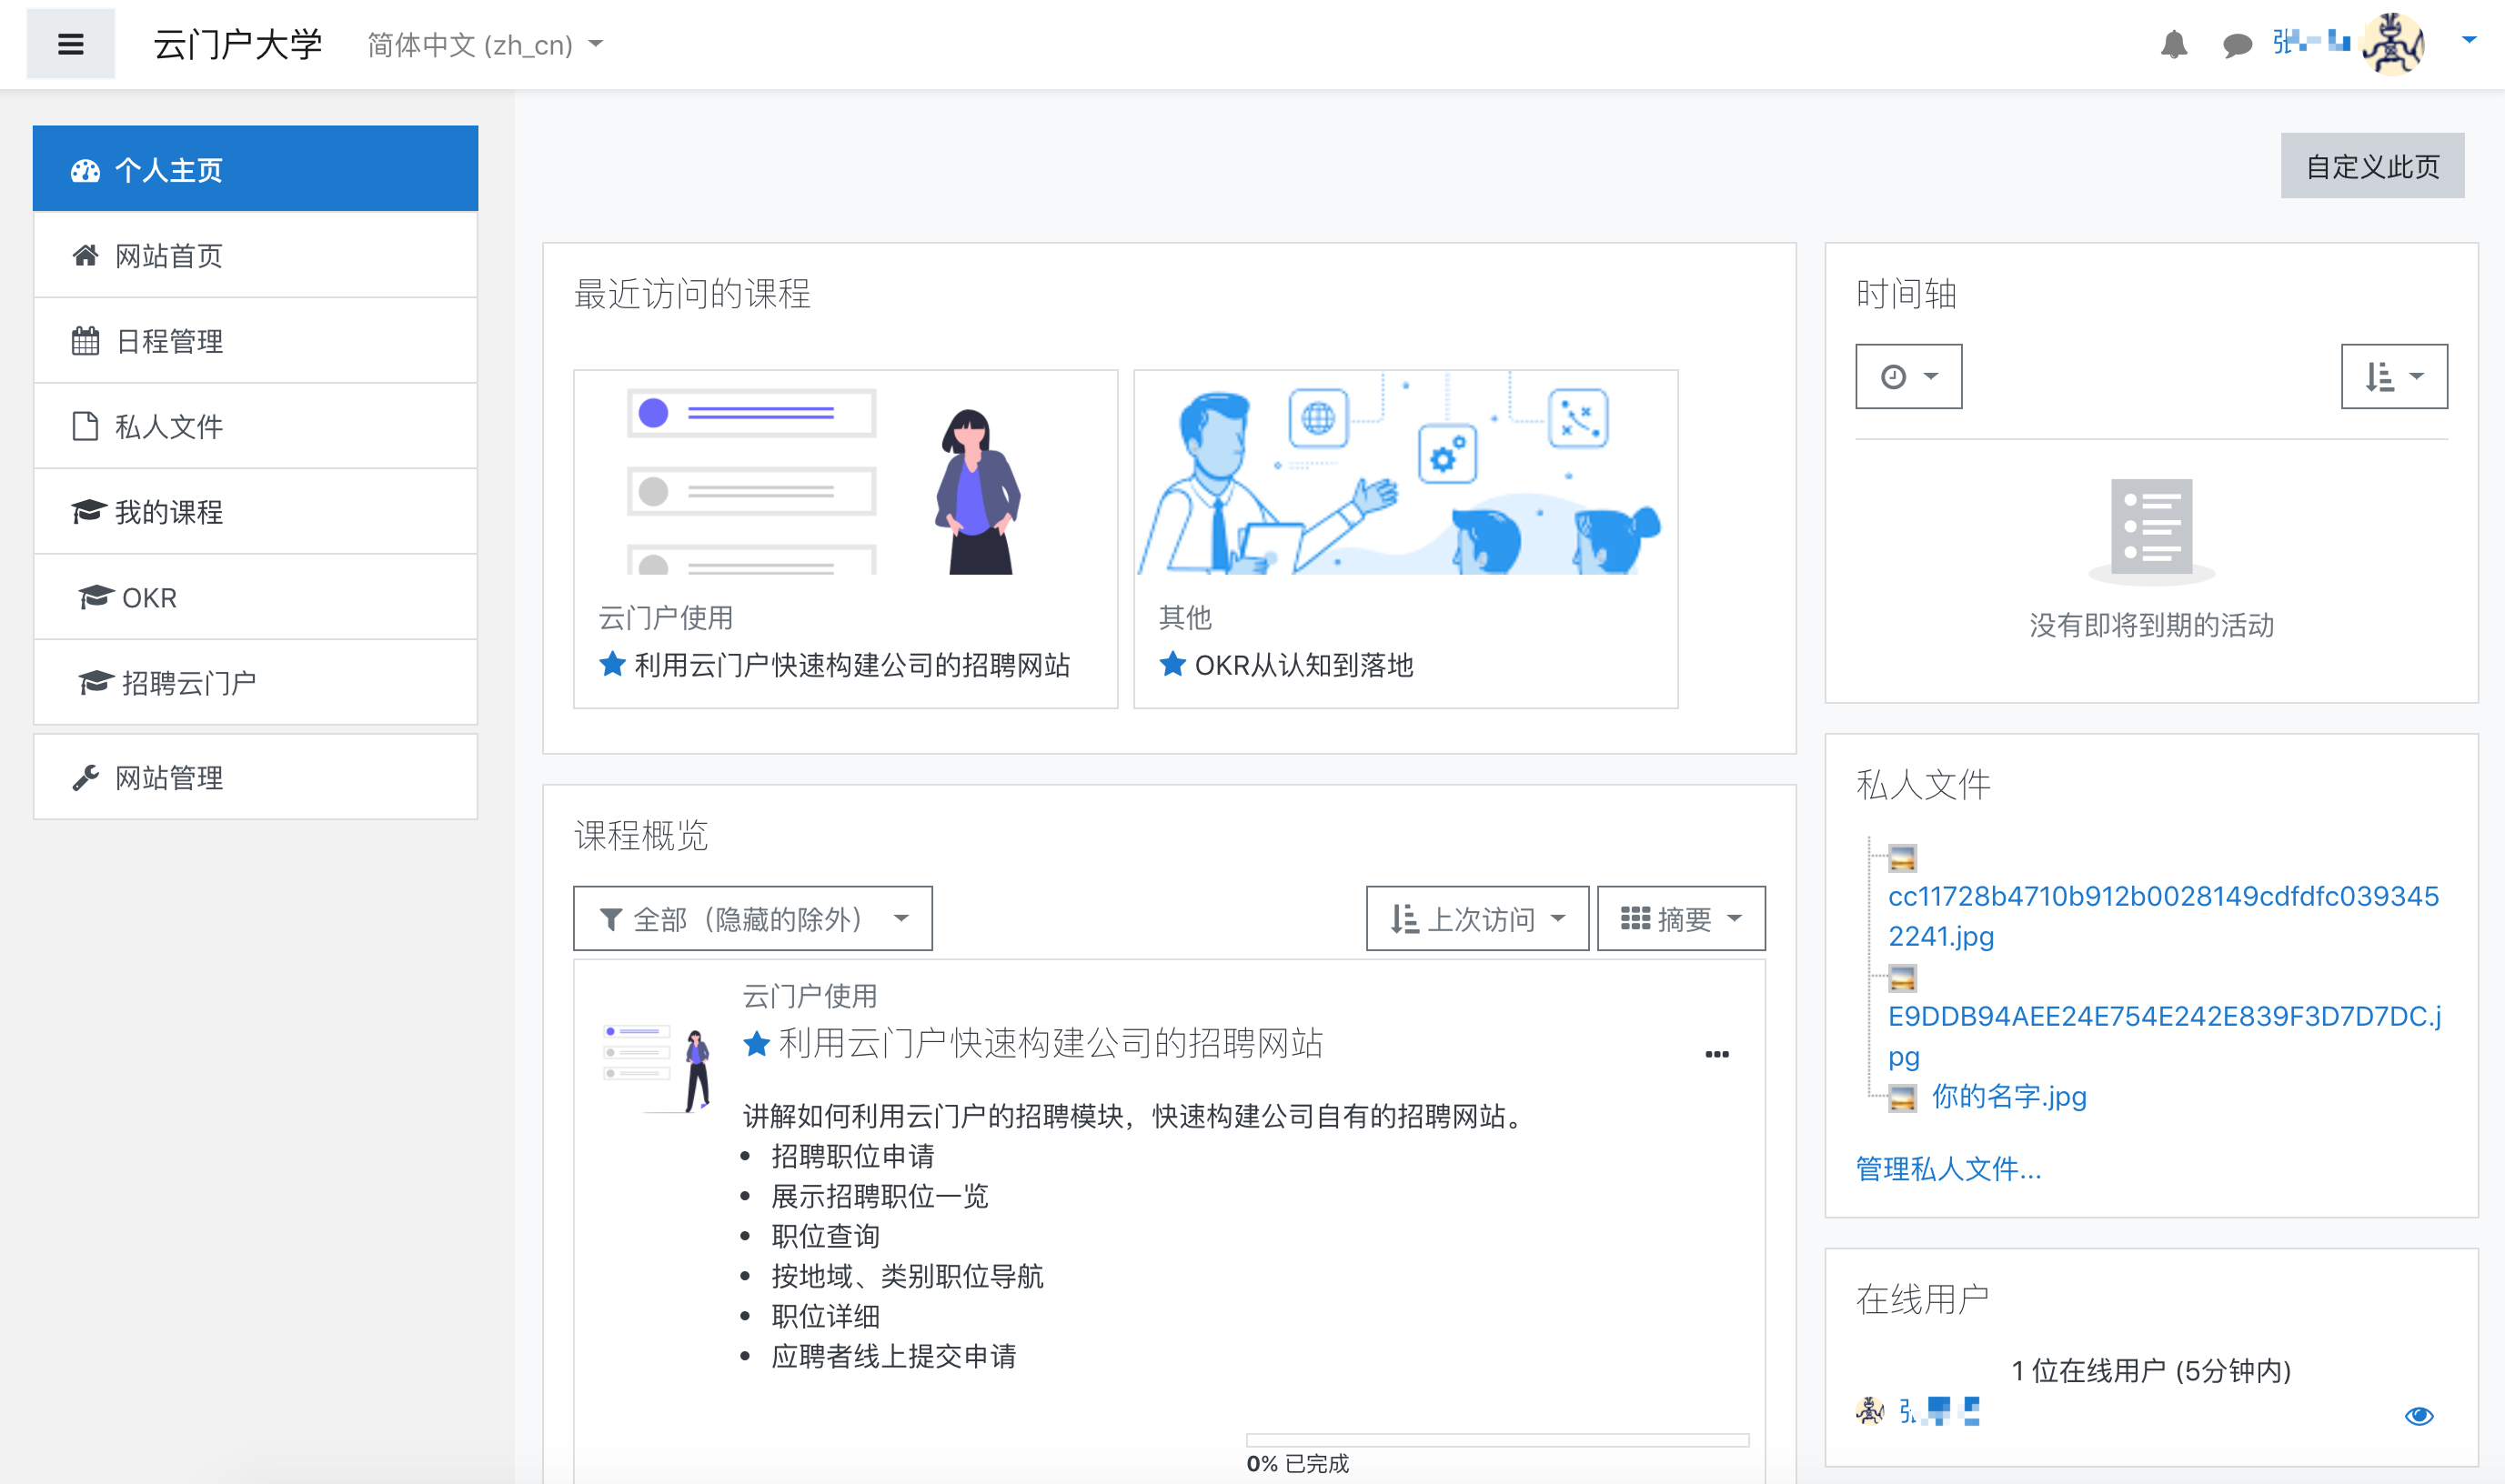 云门户大学
简体中文 (zh_cn)
张
个人主页
网站首页
日程管理
私人文件
我的课程
OKR
招聘云门户
网站管理
自定义此页
最近访问的课程
云门户使用
利用云门户快速构建公司的招聘网站
其他
OKR从认知到落地
课程概览
全部（隐藏的除外）
上次访问
摘要
云门户使用
利用云门户快速构建公司的招聘网站
讲解如何利用云门户的招聘模块，快速构建公司自有的招聘网站。
• 招聘职位申请
• 展示招聘职位一览
• 职位查询
• 按地域、类别职位导航
• 职位详细
• 应聘者线上提交申请
0% 已完成
时间轴
没有即将到期的活动
私人文件
cc11728b4710b912b0028149cdfdfc039345
2241.jpg
E9DDB94AEE24E754E242E839F3D7D7DC.j
pg
你的名字.jpg
管理私人文件...
在线用户
1 位在线用户 (5分钟内)